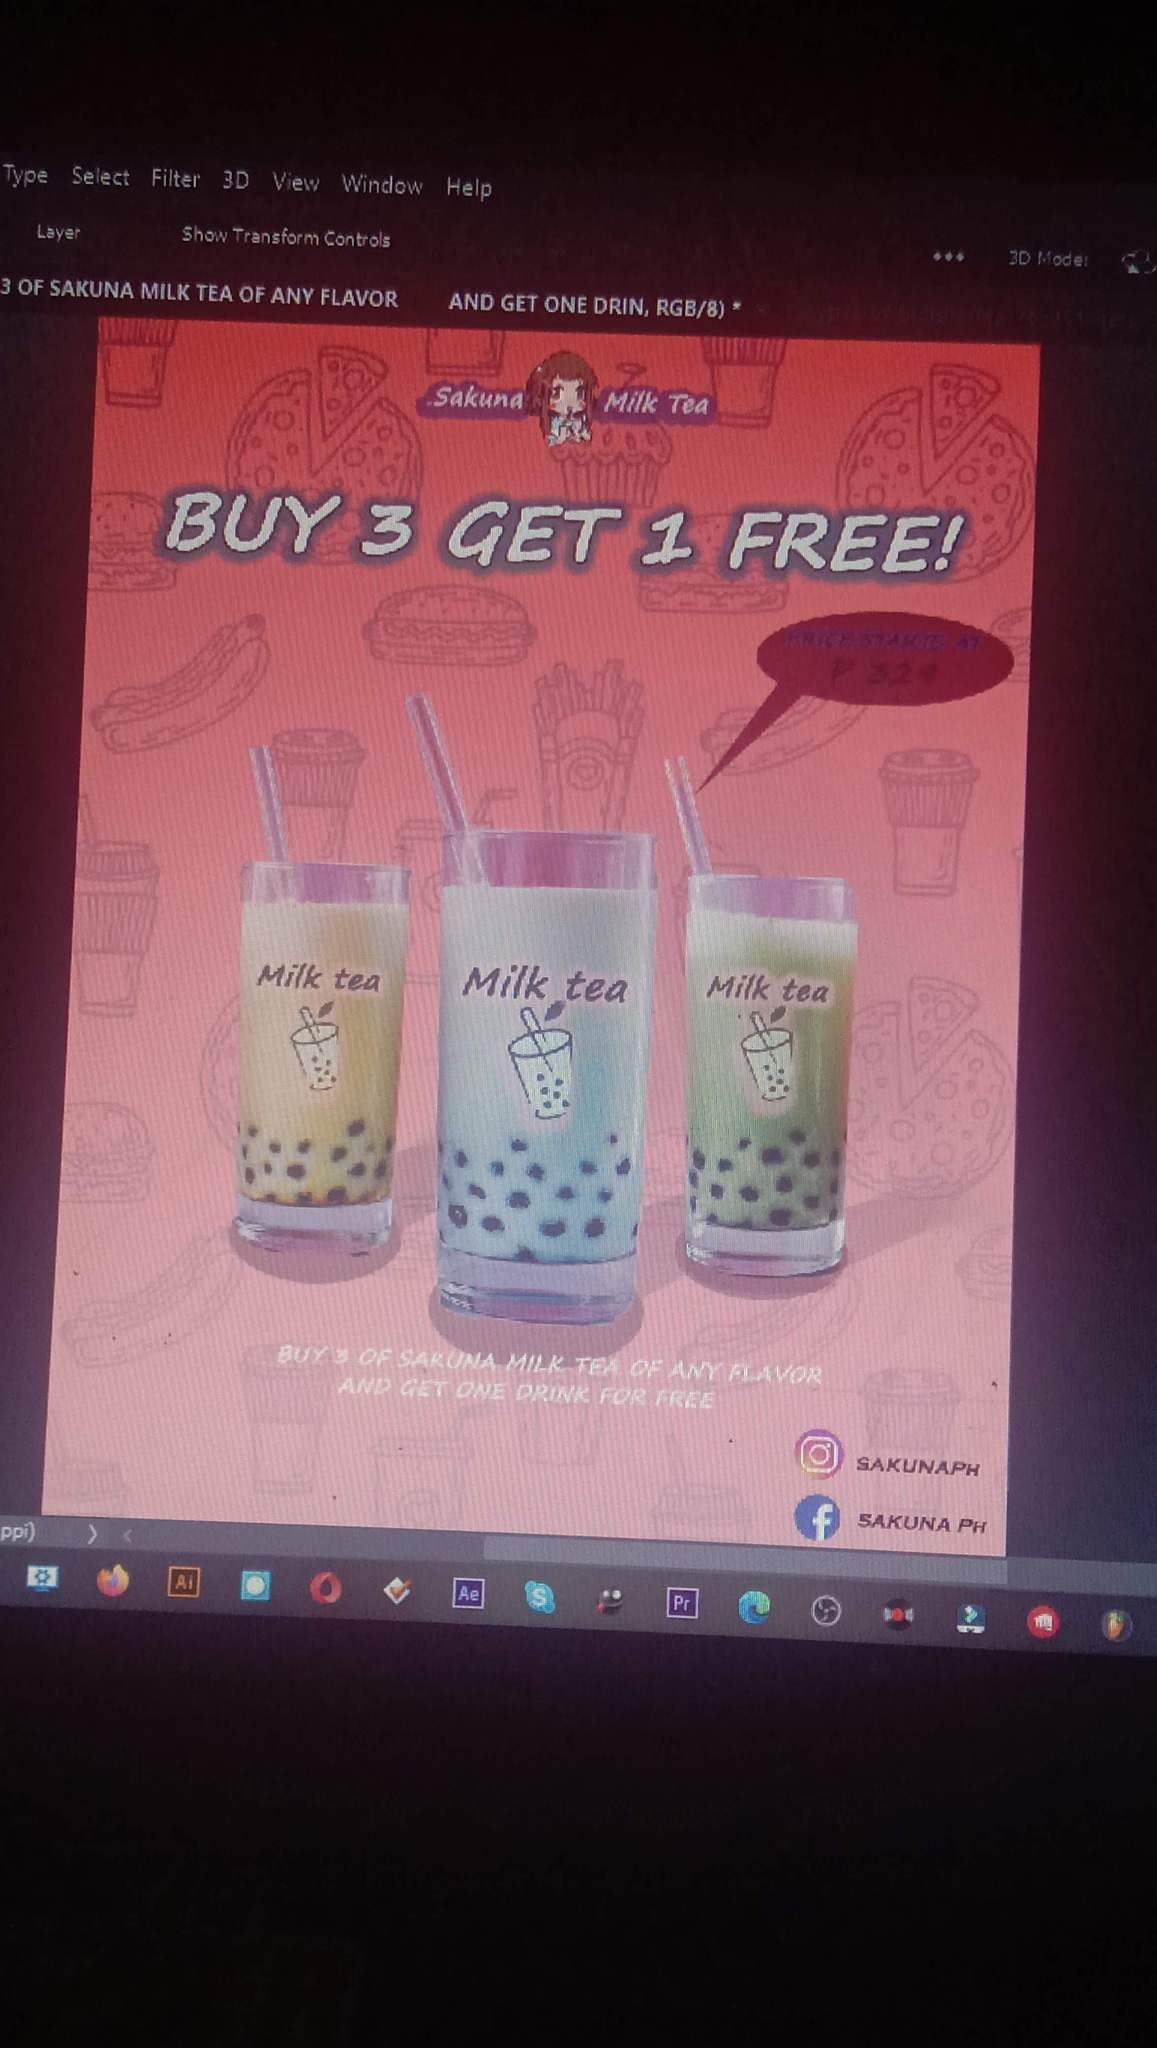 Type Select Filter 3D View Window Help
Layer Show Transform Controls
3D Mode:
3 OF SAKUNA MILK TEA OF ANY FLAVOR AND GET ONE DRIN, RGB/8) *
Sakuna Milk Tea
BUY 3 GET 1 FREE!
PRICE STARTS AT
₱ 329
Milk tea
Milk tea
Milk tea
BUY 3 OF SAKUNA MILK TEA OF ANY FLAVOR
AND GET ONE DRINK FOR FREE
SAKUNAPH
SAKUNA PH
ppi)
Ai
Ae
Pr